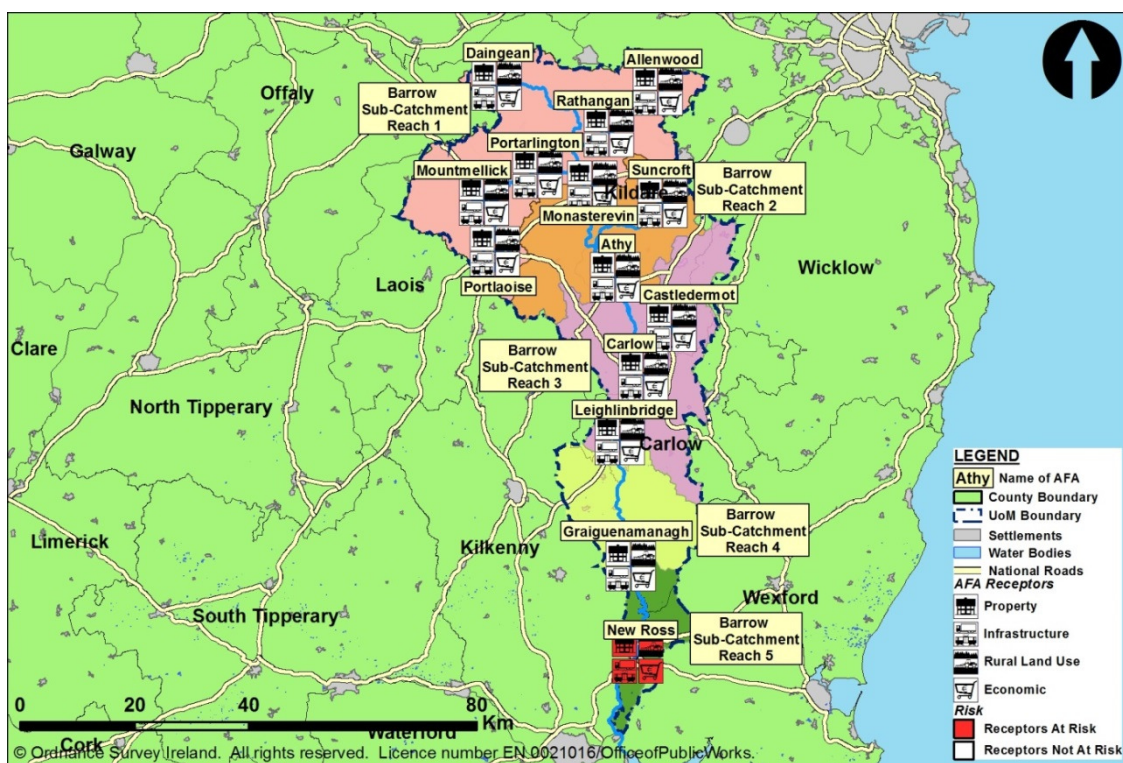 Daingean
Allenwood
Offaly
Barrow
Sub-Catchment
Reach 1
Rathangan
Galway
Portarlington
Mountmellick
Suncroft
Kildare
Barrow
Sub-Catchment
Reach 2
Monasterevin
Athy
Wicklow
Laois
Portlaoise
Castledermot
Clare
Barrow
Sub-Catchment
Reach 3
Carlow
North Tipperary
Leighlinbridge
Carlow
LEGEND
Athy Name of AFA
County Boundary
UoM Boundary
Settlements
Water Bodies
National Roads
AFA Receptors
Property
Infrastructure
Rural Land Use
Economic
Risk
Receptors At Risk
Receptors Not At Risk
Limerick
Kilkenny
Graiguenamanagh
Barrow
Sub-Catchment
Reach 4
Wexford
South Tipperary
New Ross
Barrow
Sub-Catchment
Reach 5
0 20 40 80
Km
Cork
Waterford
© Ordnance Survey Ireland. All rights reserved. Licence number EN 0021016/OfficeofPublicWorks.